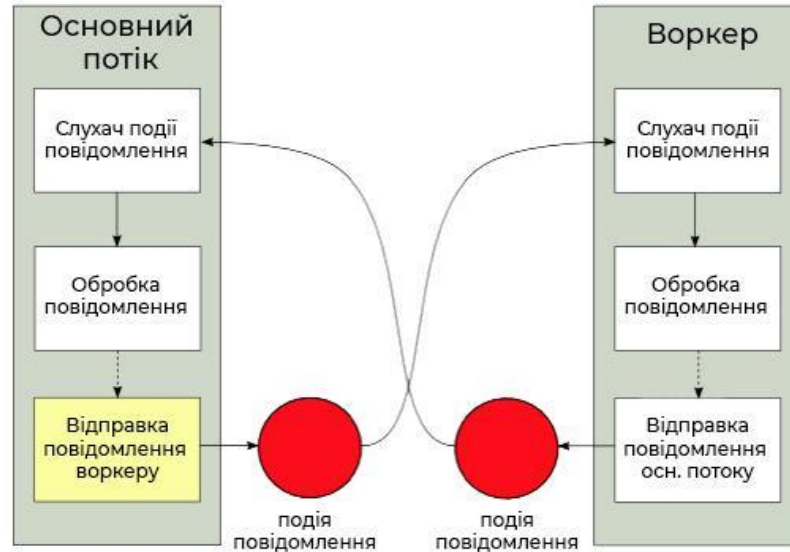 Основний
потік
Слухач події
повідомлення
Обробка
повідомлення
Відправка
повідомлення
воркеру
подія
повідомлення
подія
повідомлення
Воркер
Слухач події
повідомлення
Обробка
повідомлення
Відправка
повідомлення
осн. потоку